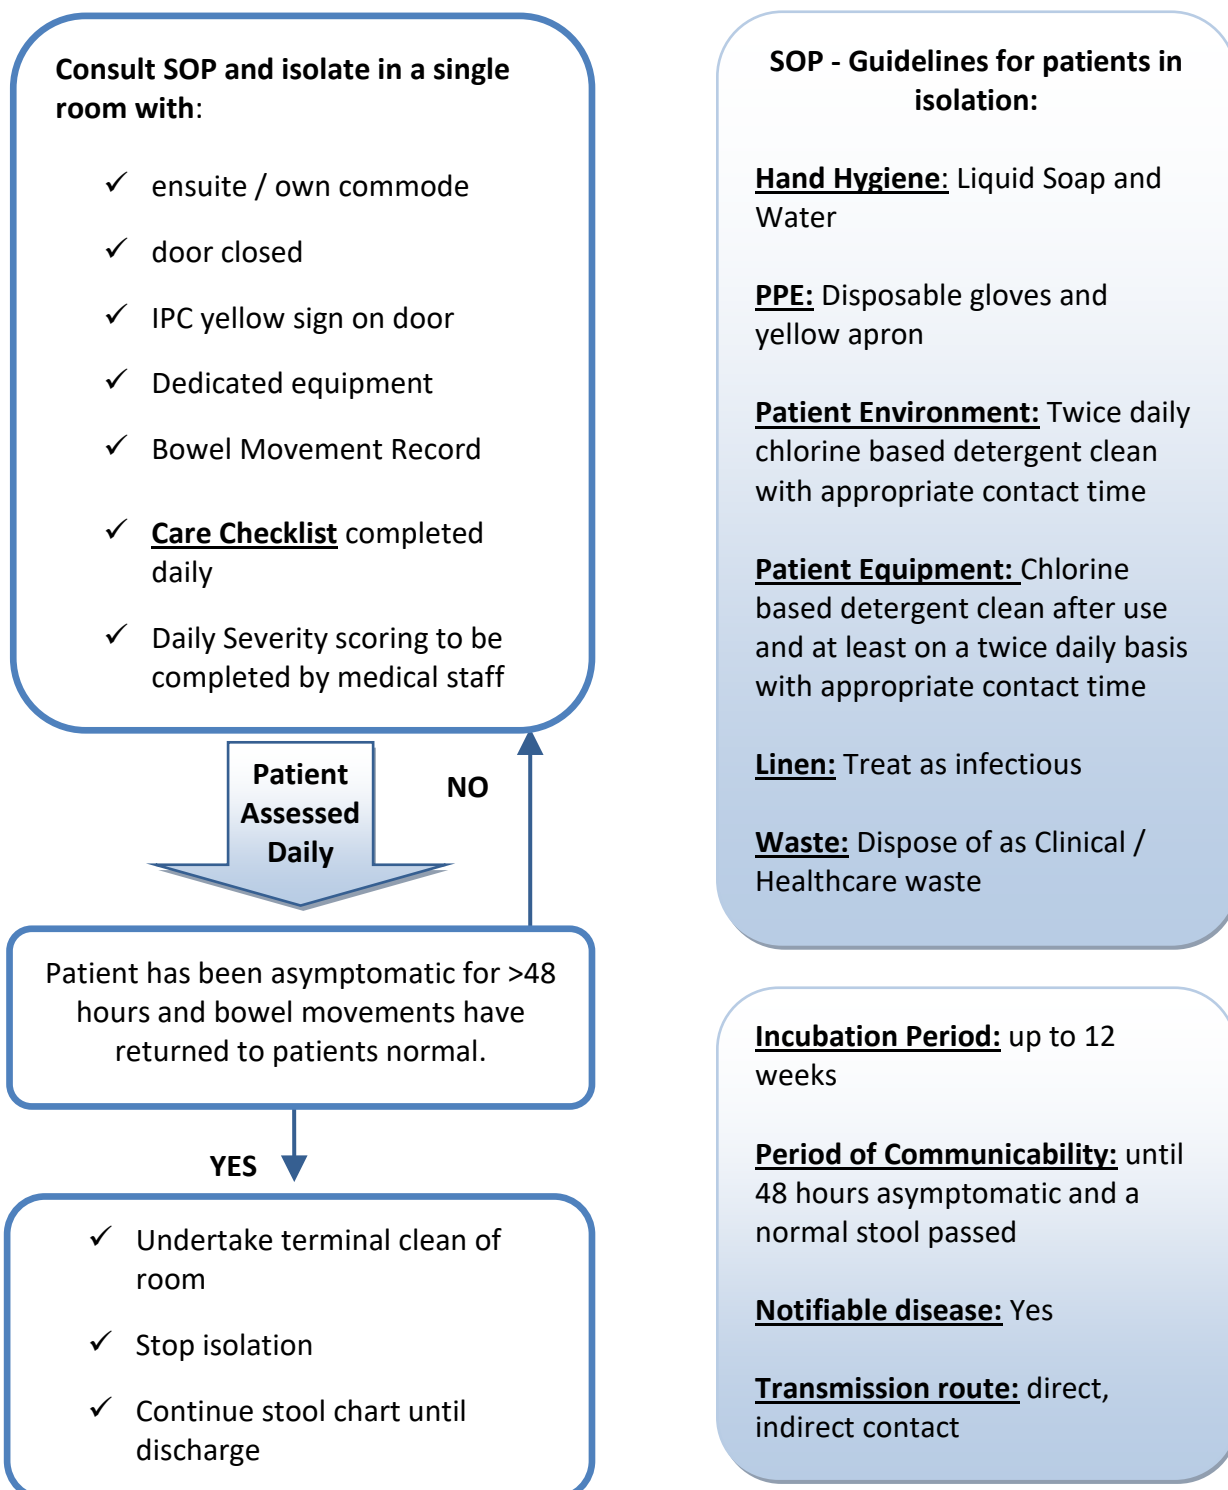 Consult SOP and isolate in a single
room with:
✓ ensuite / own commode
✓ door closed
✓ IPC yellow sign on door
✓ Dedicated equipment
✓ Bowel Movement Record
✓ Care Checklist completed
daily
✓ Daily Severity scoring to be
completed by medical staff
Patient
Assessed
Daily
NO
Patient has been asymptomatic for >48
hours and bowel movements have
returned to patients normal.
YES
✓ Undertake terminal clean of
room
✓ Stop isolation
✓ Continue stool chart until
discharge
SOP - Guidelines for patients in
isolation:
Hand Hygiene: Liquid Soap and
Water
PPE: Disposable gloves and
yellow apron
Patient Environment: Twice daily
chlorine based detergent clean
with appropriate contact time
Patient Equipment: Chlorine
based detergent clean after use
and at least on a twice daily basis
with appropriate contact time
Linen: Treat as infectious
Waste: Dispose of as Clinical /
Healthcare waste
Incubation Period: up to 12
weeks
Period of Communicability: until
48 hours asymptomatic and a
normal stool passed
Notifiable disease: Yes
Transmission route: direct,
indirect contact